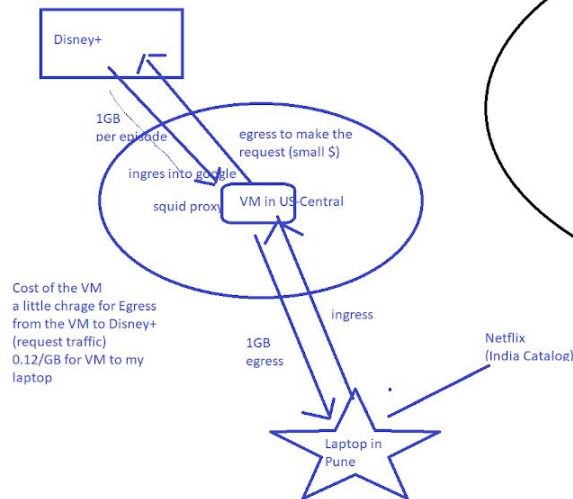 Disney+
1GB
per episode
egress to make the
request (small $)
ingres into google
squid proxy
VM in US-Central
Cost of the VM
a little chrage for Egress
from the VM to Disney+
(request traffic)
0.12/GB for VM to my
laptop
ingress
1GB
egress
Netflix
(India Catalog)
Laptop in
Pune